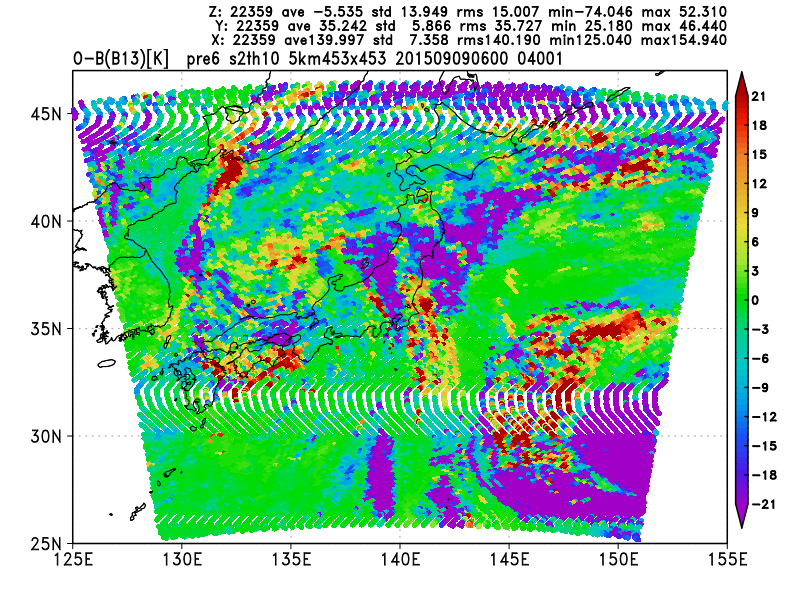 Z: 22359 ave -5.535 std 13.949 rms 15.007 min-74.046 max 52.310
Y: 22359 ave 35.242 std 5.866 rms 35.727 min 25.180 max 46.440
X: 22359 ave139.997 std 7.358 rms140.190 min125.040 max154.940
O-B(B13)[K] pre6 s2th10 5km453x453 201509090600 04001
45N
40N
35N
30N
25N
125E 130E 135E 140E 145E 150E 155E
21
18
15
12
9
6
3
0
-3
-6
-9
-12
-15
-18
-21